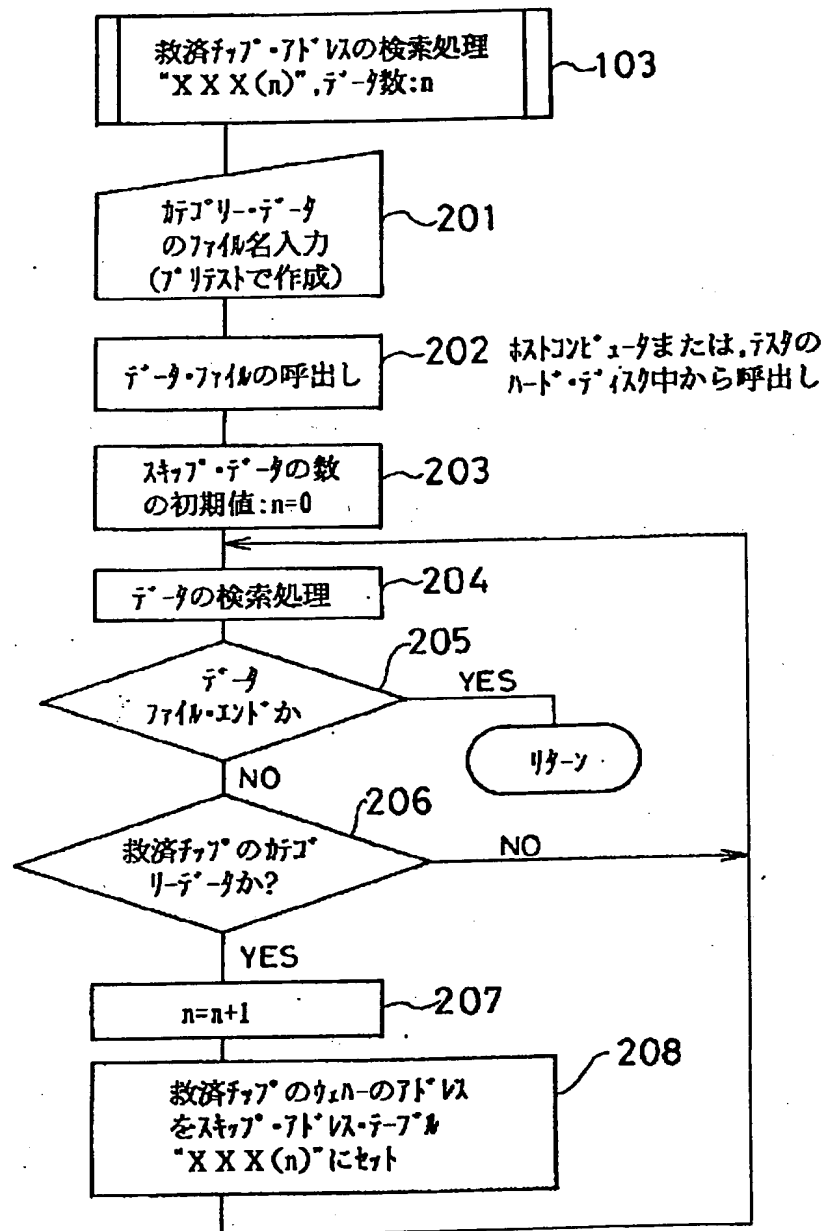 救済ﾁｯﾌﾟ・ｱﾄﾞﾚｽの検索処理
“XXX(n)”,ﾃﾞｰﾀ数:n
103
ｶﾃｺﾞﾘｰ・ﾃﾞｰﾀ
のﾌｧｲﾙ名入力
(ﾌﾟﾘﾃｽﾄで作成)
201
ﾃﾞｰﾀ・ﾌｧｲﾙの呼出し
202
ﾎｽﾄｺﾝﾋﾟｭｰﾀまたは,ﾃｽﾀの
ﾊｰﾄﾞ・ﾃﾞｨｽｸ中から呼出し
ｽｷｯﾌﾟ・ﾃﾞｰﾀの数
の初期値:n=0
203
ﾃﾞｰﾀの検索処理
204
ﾃﾞｰﾀ
ﾌｧｲﾙ・ｴﾝﾄﾞか
205
YES
ﾘﾀｰﾝ
NO
救済ﾁｯﾌﾟのｶﾃｺﾞ
ﾘｰﾃﾞｰﾀか?
206
NO
YES
n=n+1
207
救済ﾁｯﾌﾟのｳｪﾊｰのｱﾄﾞﾚｽ
をｽｷｯﾌﾟ・ｱﾄﾞﾚｽ・ﾃｰﾌﾞﾙ
“XXX(n)”にｾｯﾄ
208